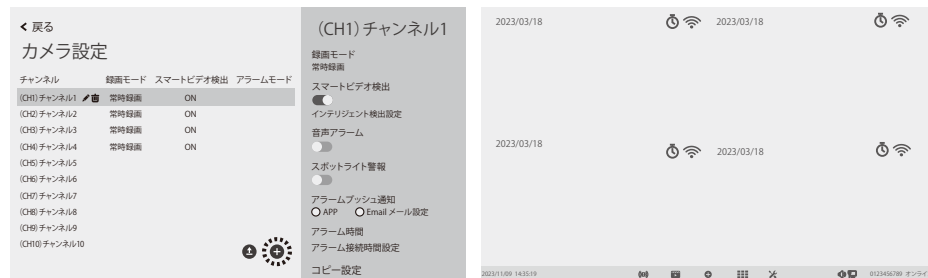 戻る
カメラ設定
チャンネル 録画モード スマートビデオ検出 アラームモード
(CH1)チャンネル1 常時録画 ON
(CH2)チャンネル2 常時録画 ON
(CH3)チャンネル3 常時録画 ON
(CH4)チャンネル4 常時録画 ON
(CH5)チャンネル5
(CH6)チャンネル6
(CH7)チャンネル7
(CH8)チャンネル8
(CH9)チャンネル9
(CH10)チャンネル10
(CH1)チャンネル1
録画モード
常時録画
スマートビデオ検出
インテリジェント検出設定
音声アラーム
スポットライト警報
アラームプッシュ通知
APP Emailメール設定
アラーム時間
アラーム接続時間設定
コピー設定
2023/03/18 2023/03/18
2023/03/18 2023/03/18
2023/11/09 14:35:19 0123456789 オンライ